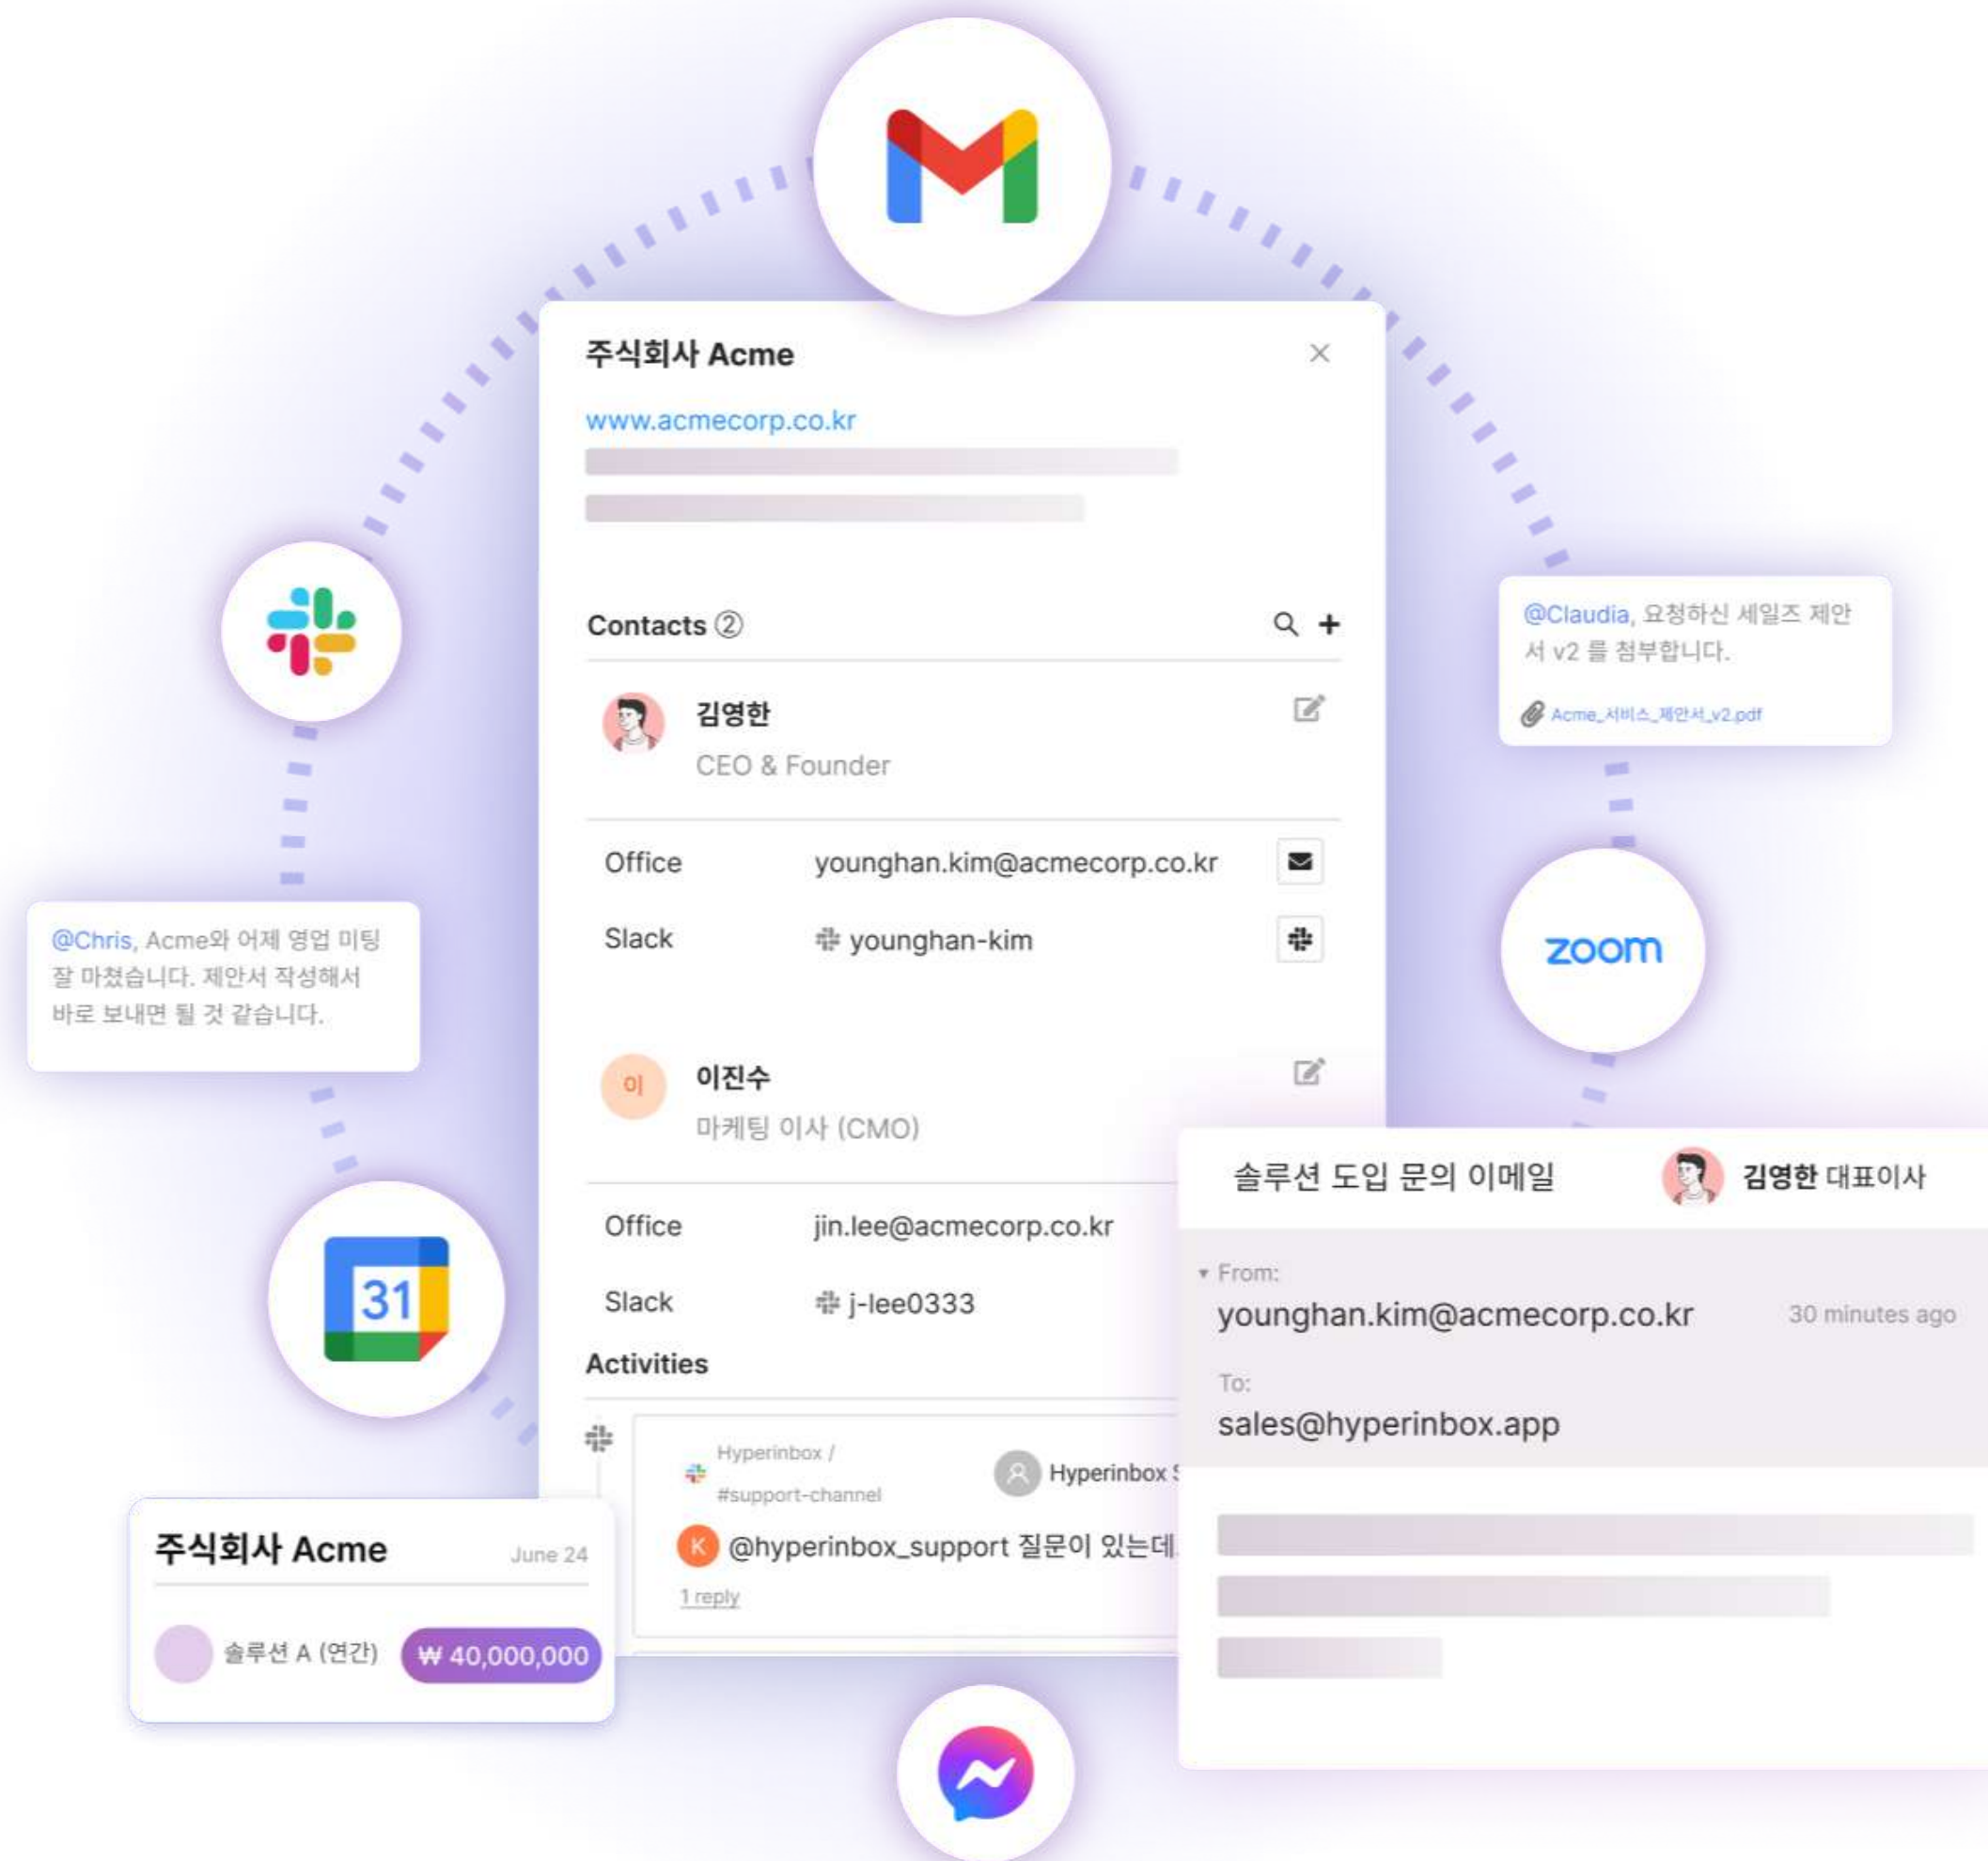 주식회사 Acme
www.acmecorp.co.kr
Contacts ②
김영한
CEO & Founder
Office younghan.kim@acmecorp.co.kr
Slack younghan-kim
이진수
이
마케팅 이사 (CMO)
Office jin.lee@acmecorp.co.kr
Slack j-lee0333
Activities
Hyperinbox /
#support-channel
Hyperinbox
K @hyperinbox_support 질문이 있는데
1 reply
@Chris, Acme와 어제 영업 미팅
잘 마쳤습니다. 제안서 작성해서
바로 보내면 될 것 같습니다.
31
주식회사 Acme June 24
솔루션 A (연간) ₩ 40,000,000
@Claudia, 요청하신 세일즈 제안
서 v2 를 첨부합니다.
Acme_서비스_제안서_v2.pdf
zoom
솔루션 도입 문의 이메일 김영한 대표이사
From:
younghan.kim@acmecorp.co.kr 30 minutes ago
To:
sales@hyperinbox.app